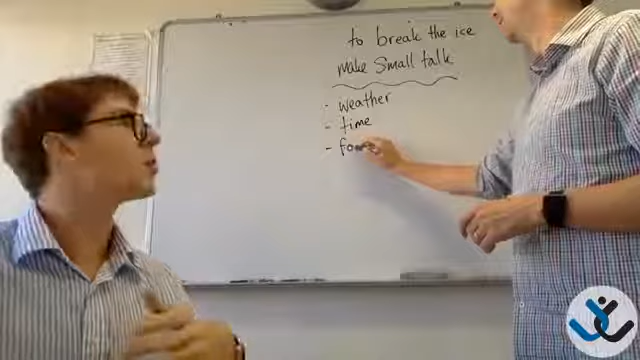 to break the ice
make Small talk
- weather
- time
-